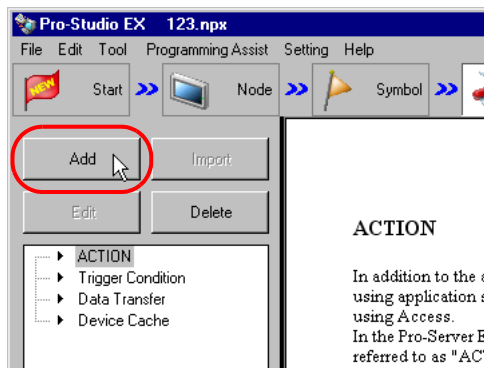 Pro-Studio EX 123.npx
File Edit Tool Programming Assist Setting Help
NEW Start Node Symbol
Add Import
Edit Delete
ACTION
Trigger Condition
Data Transfer
Device Cache
ACTION
In addition to the
using application
using Access.
In the Pro-Server
referred to as "AC